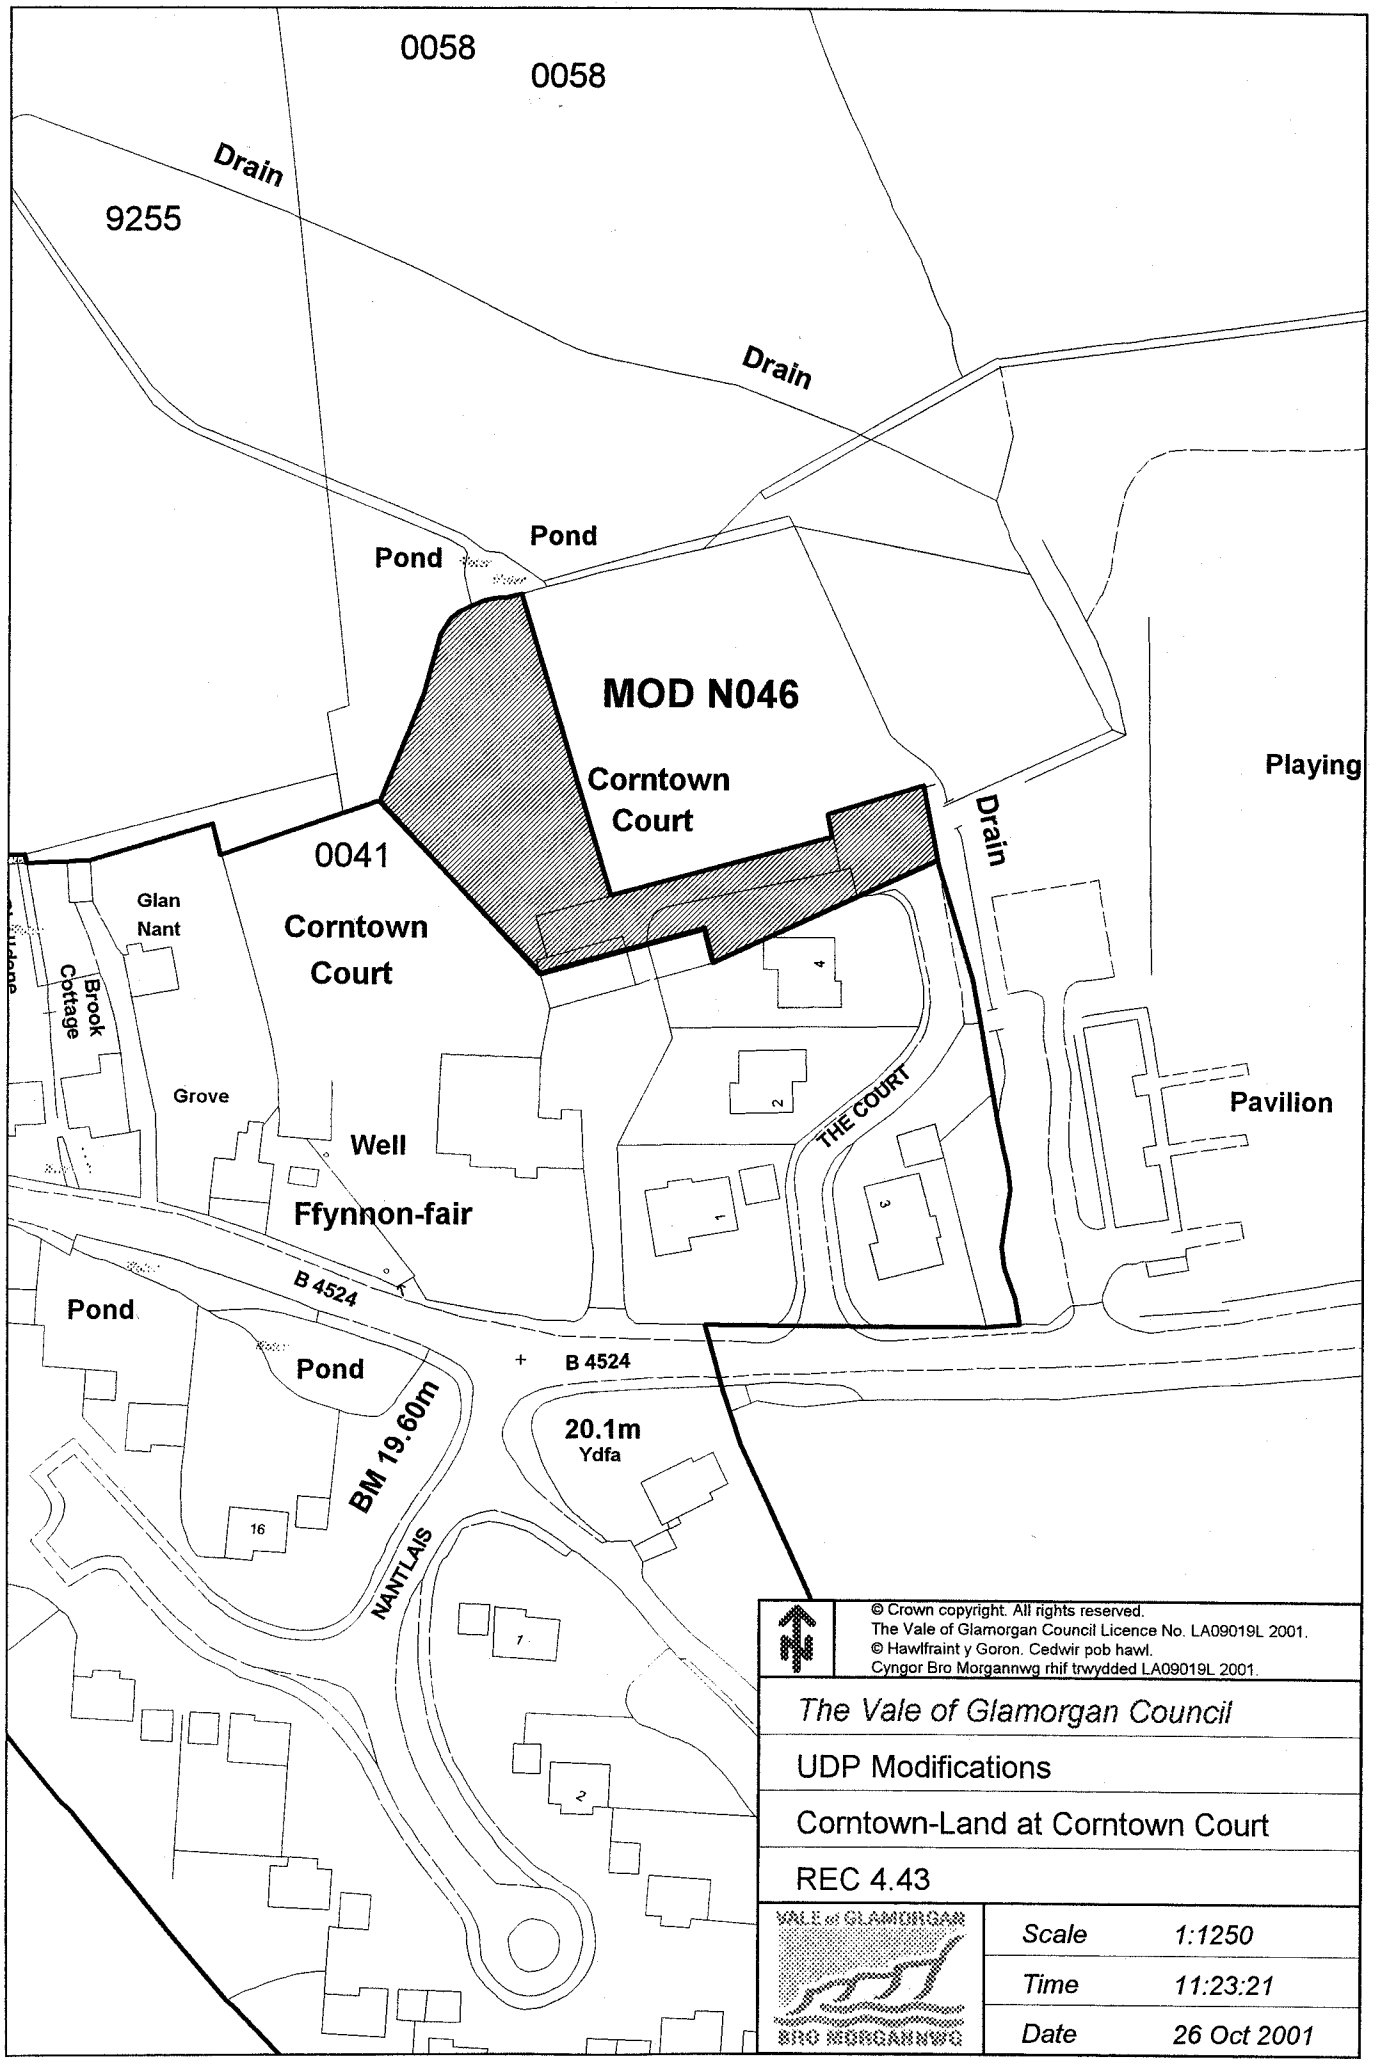 0058
0058
Drain
9255
Drain
Pond
Pond
MOD N046
Corntown
Court
Playing
Drain
0041
Glan
Nant
Corntown
Court
Brook
Cottage
4
2
THE COURT
Grove
Pavilion
Well
Ffynnon-fair
1
3
B 4524
Pond
Pond
B 4524
BM 19.60m
20.1m
Ydfa
16
NANTLAIS
1
2
N
© Crown copyright. All rights reserved.
The Vale of Glamorgan Council Licence No. LA09019L 2001.
© Hawlfraint y Goron. Cedwir pob hawl.
Cyngor Bro Morgannwg rhif trwydded LA09019L 2001.
The Vale of Glamorgan Council
UDP Modifications
Corntown-Land at Corntown Court
REC 4.43
VALE of GLAMORGAN
BRO MORGANNWG
Scale 1:1250
Time 11:23:21
Date 26 Oct 2001